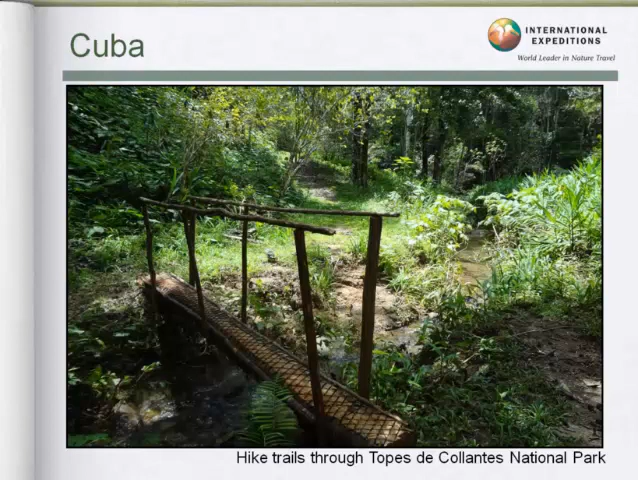 Cuba
INTERNATIONAL
EXPEDITIONS
World Leader in Nature Travel
Hike trails through Topes de Collantes National Park